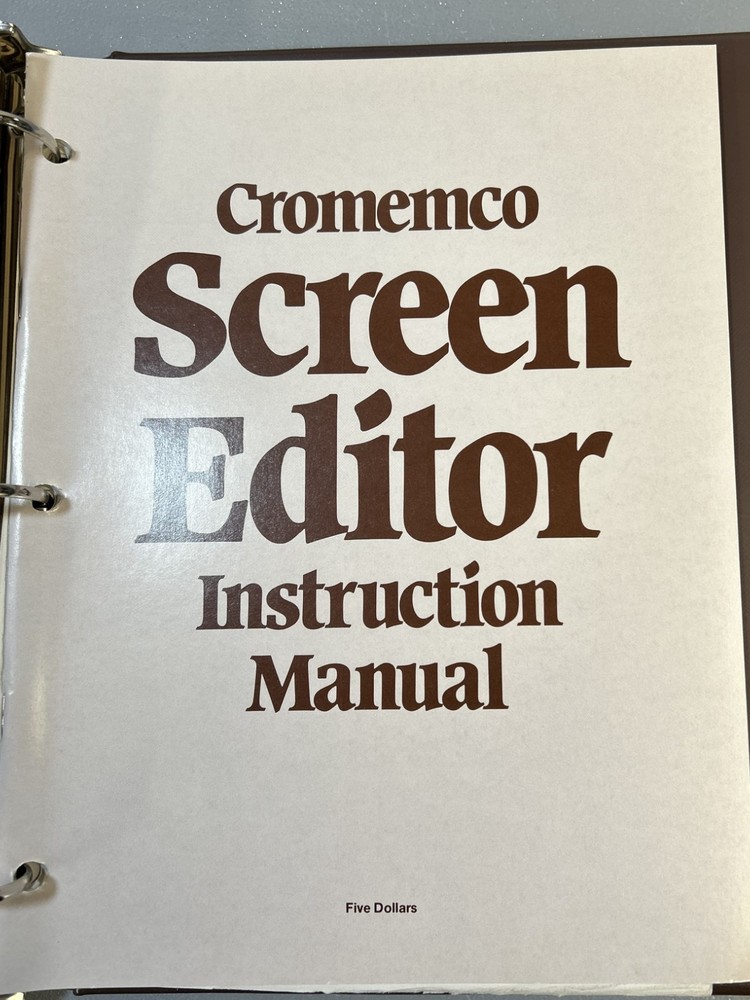 Cromemco
Screen
Editor
Instruction
Manual
Five Dollars